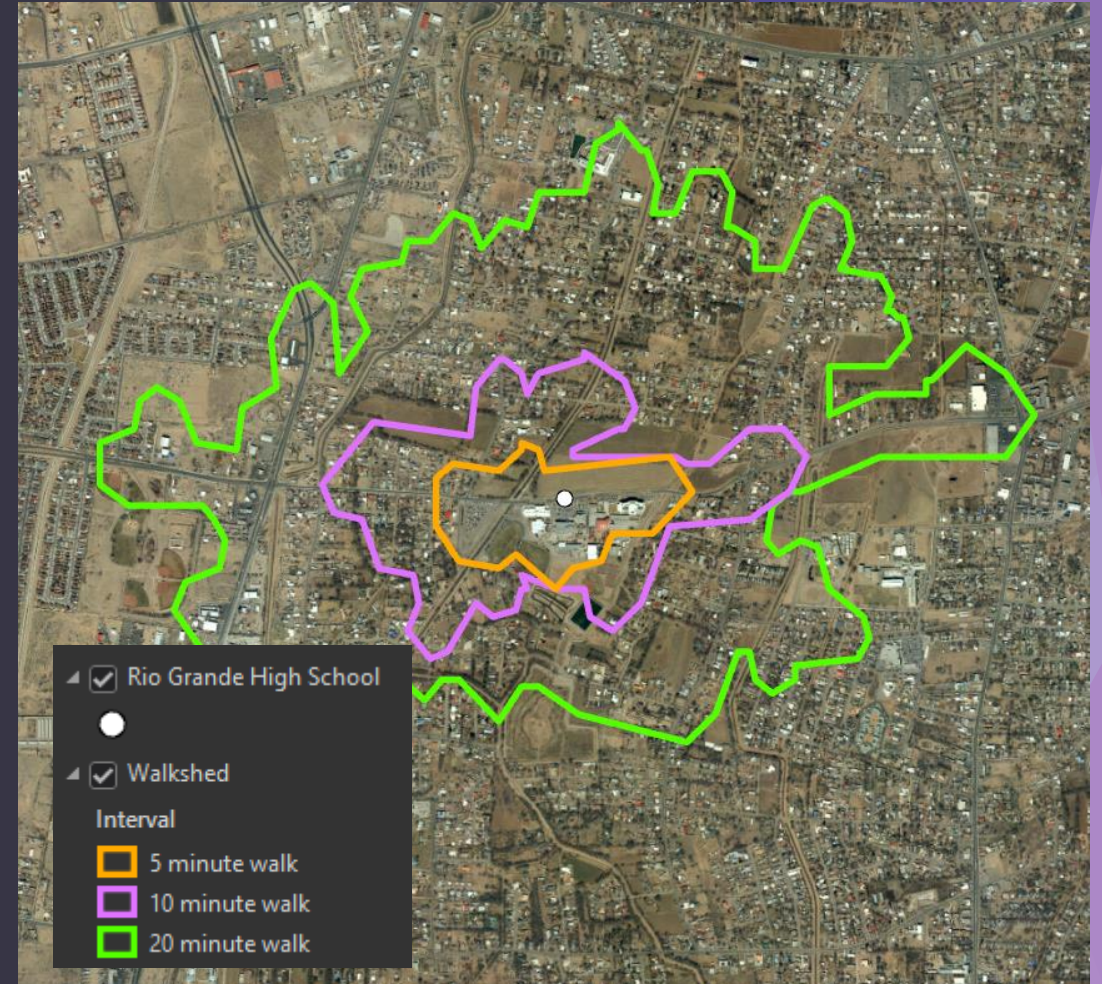 Rio Grande High School
Walkshed
Interval
5 minute walk
10 minute walk
20 minute walk